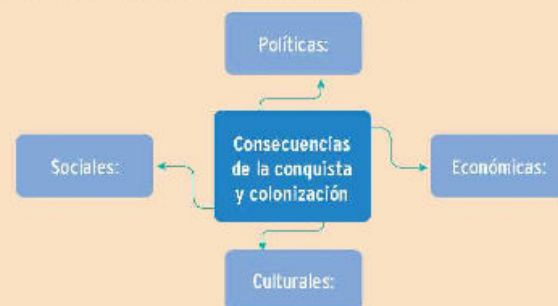 Políticas:
Sociales:
Consecuencias
de la conquista
y colonización
Económicas:
Culturales: